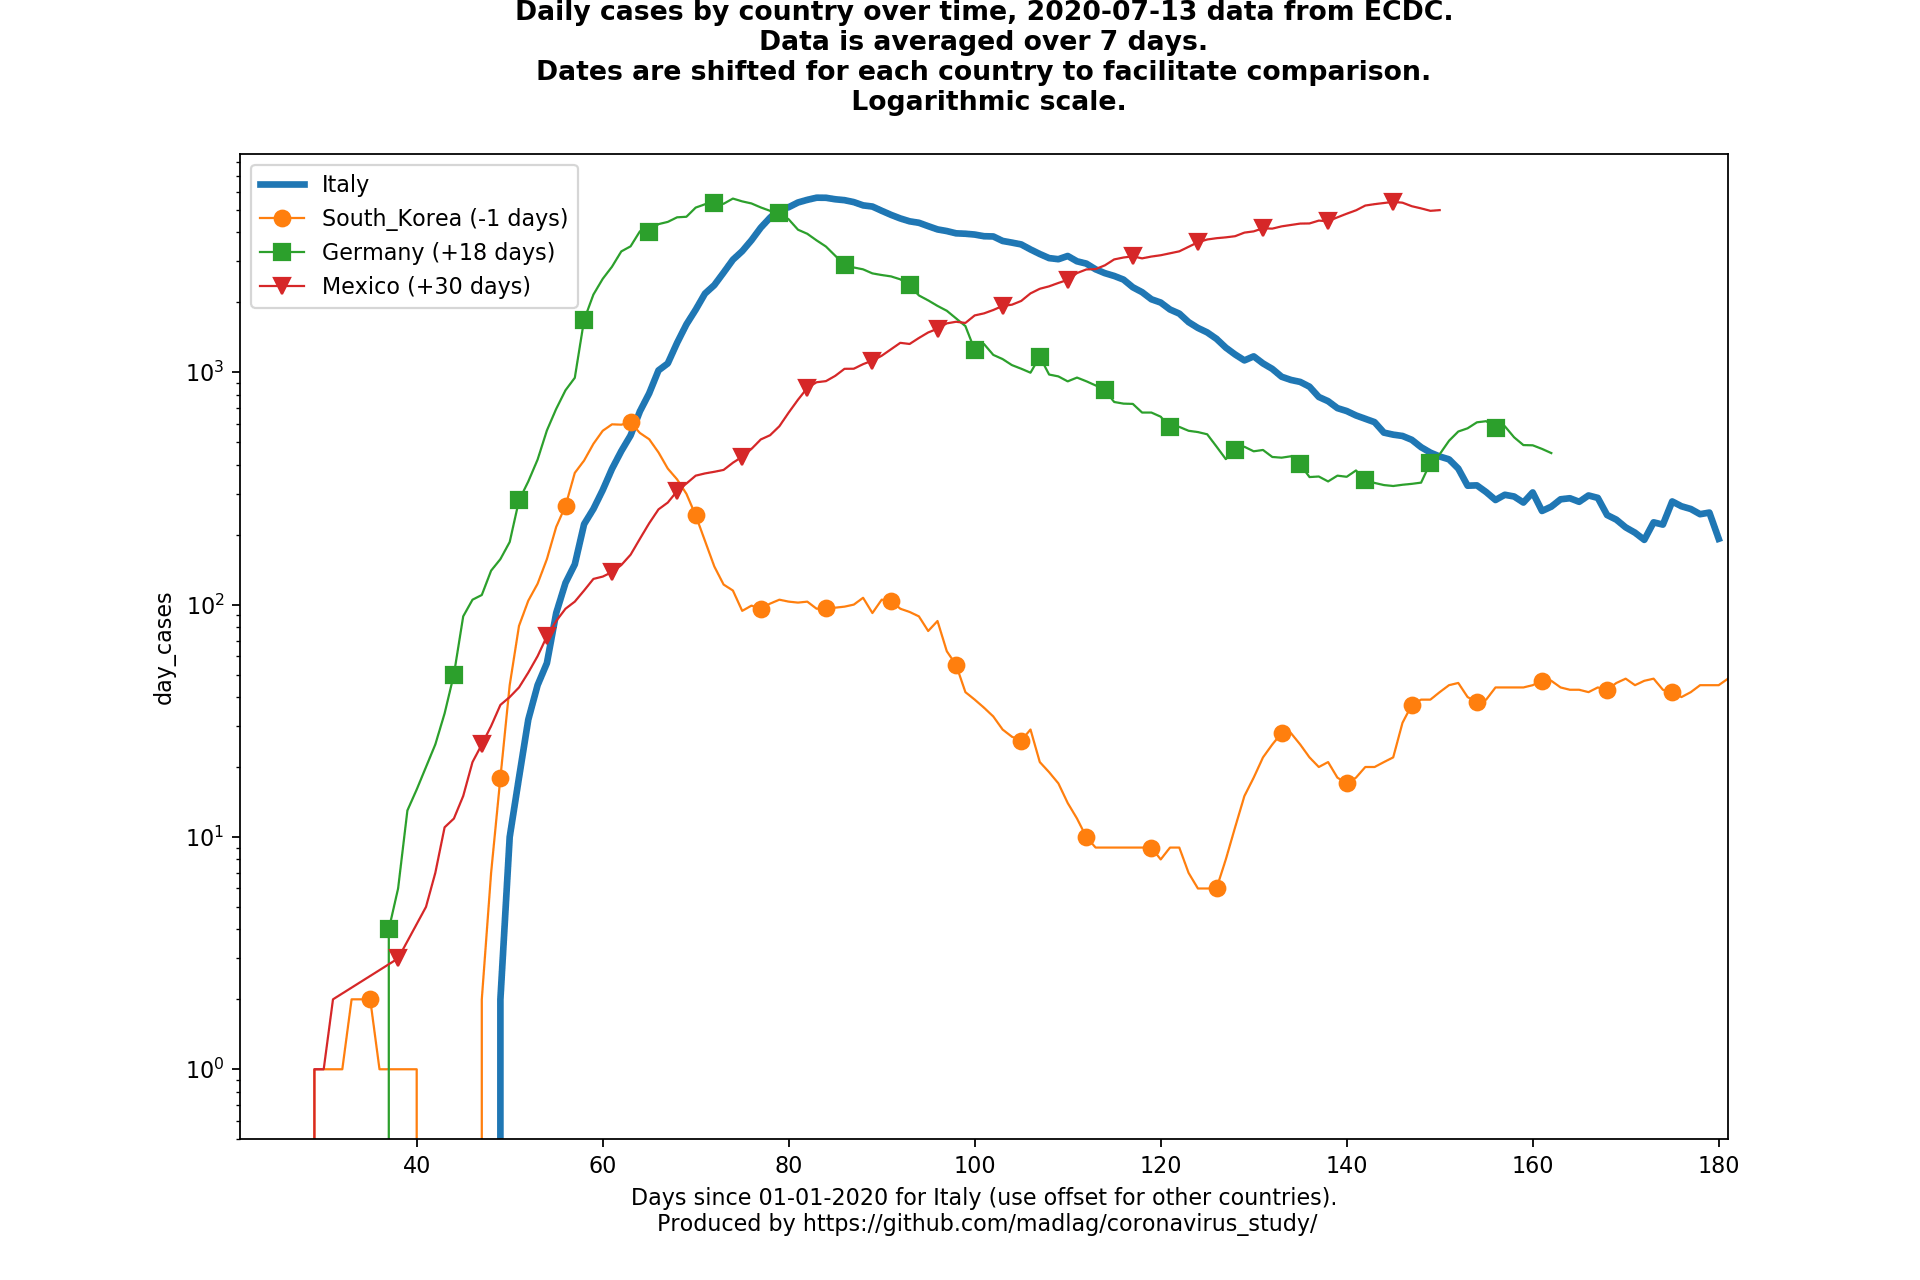 Daily cases by country over time, 2020-07-13 data from ECDC.
Data is averaged over 7 days.
Dates are shifted for each country to facilitate comparison.
Logarithmic scale.
Italy
South_Korea (-1 days)
Germany (+18 days)
Mexico (+30 days)
day_cases
10³
10²
10¹
10⁰
40 60 80 100 120 140 160 180
Days since 01-01-2020 for Italy (use offset for other countries).
Produced by https://github.com/madlag/coronavirus_study/